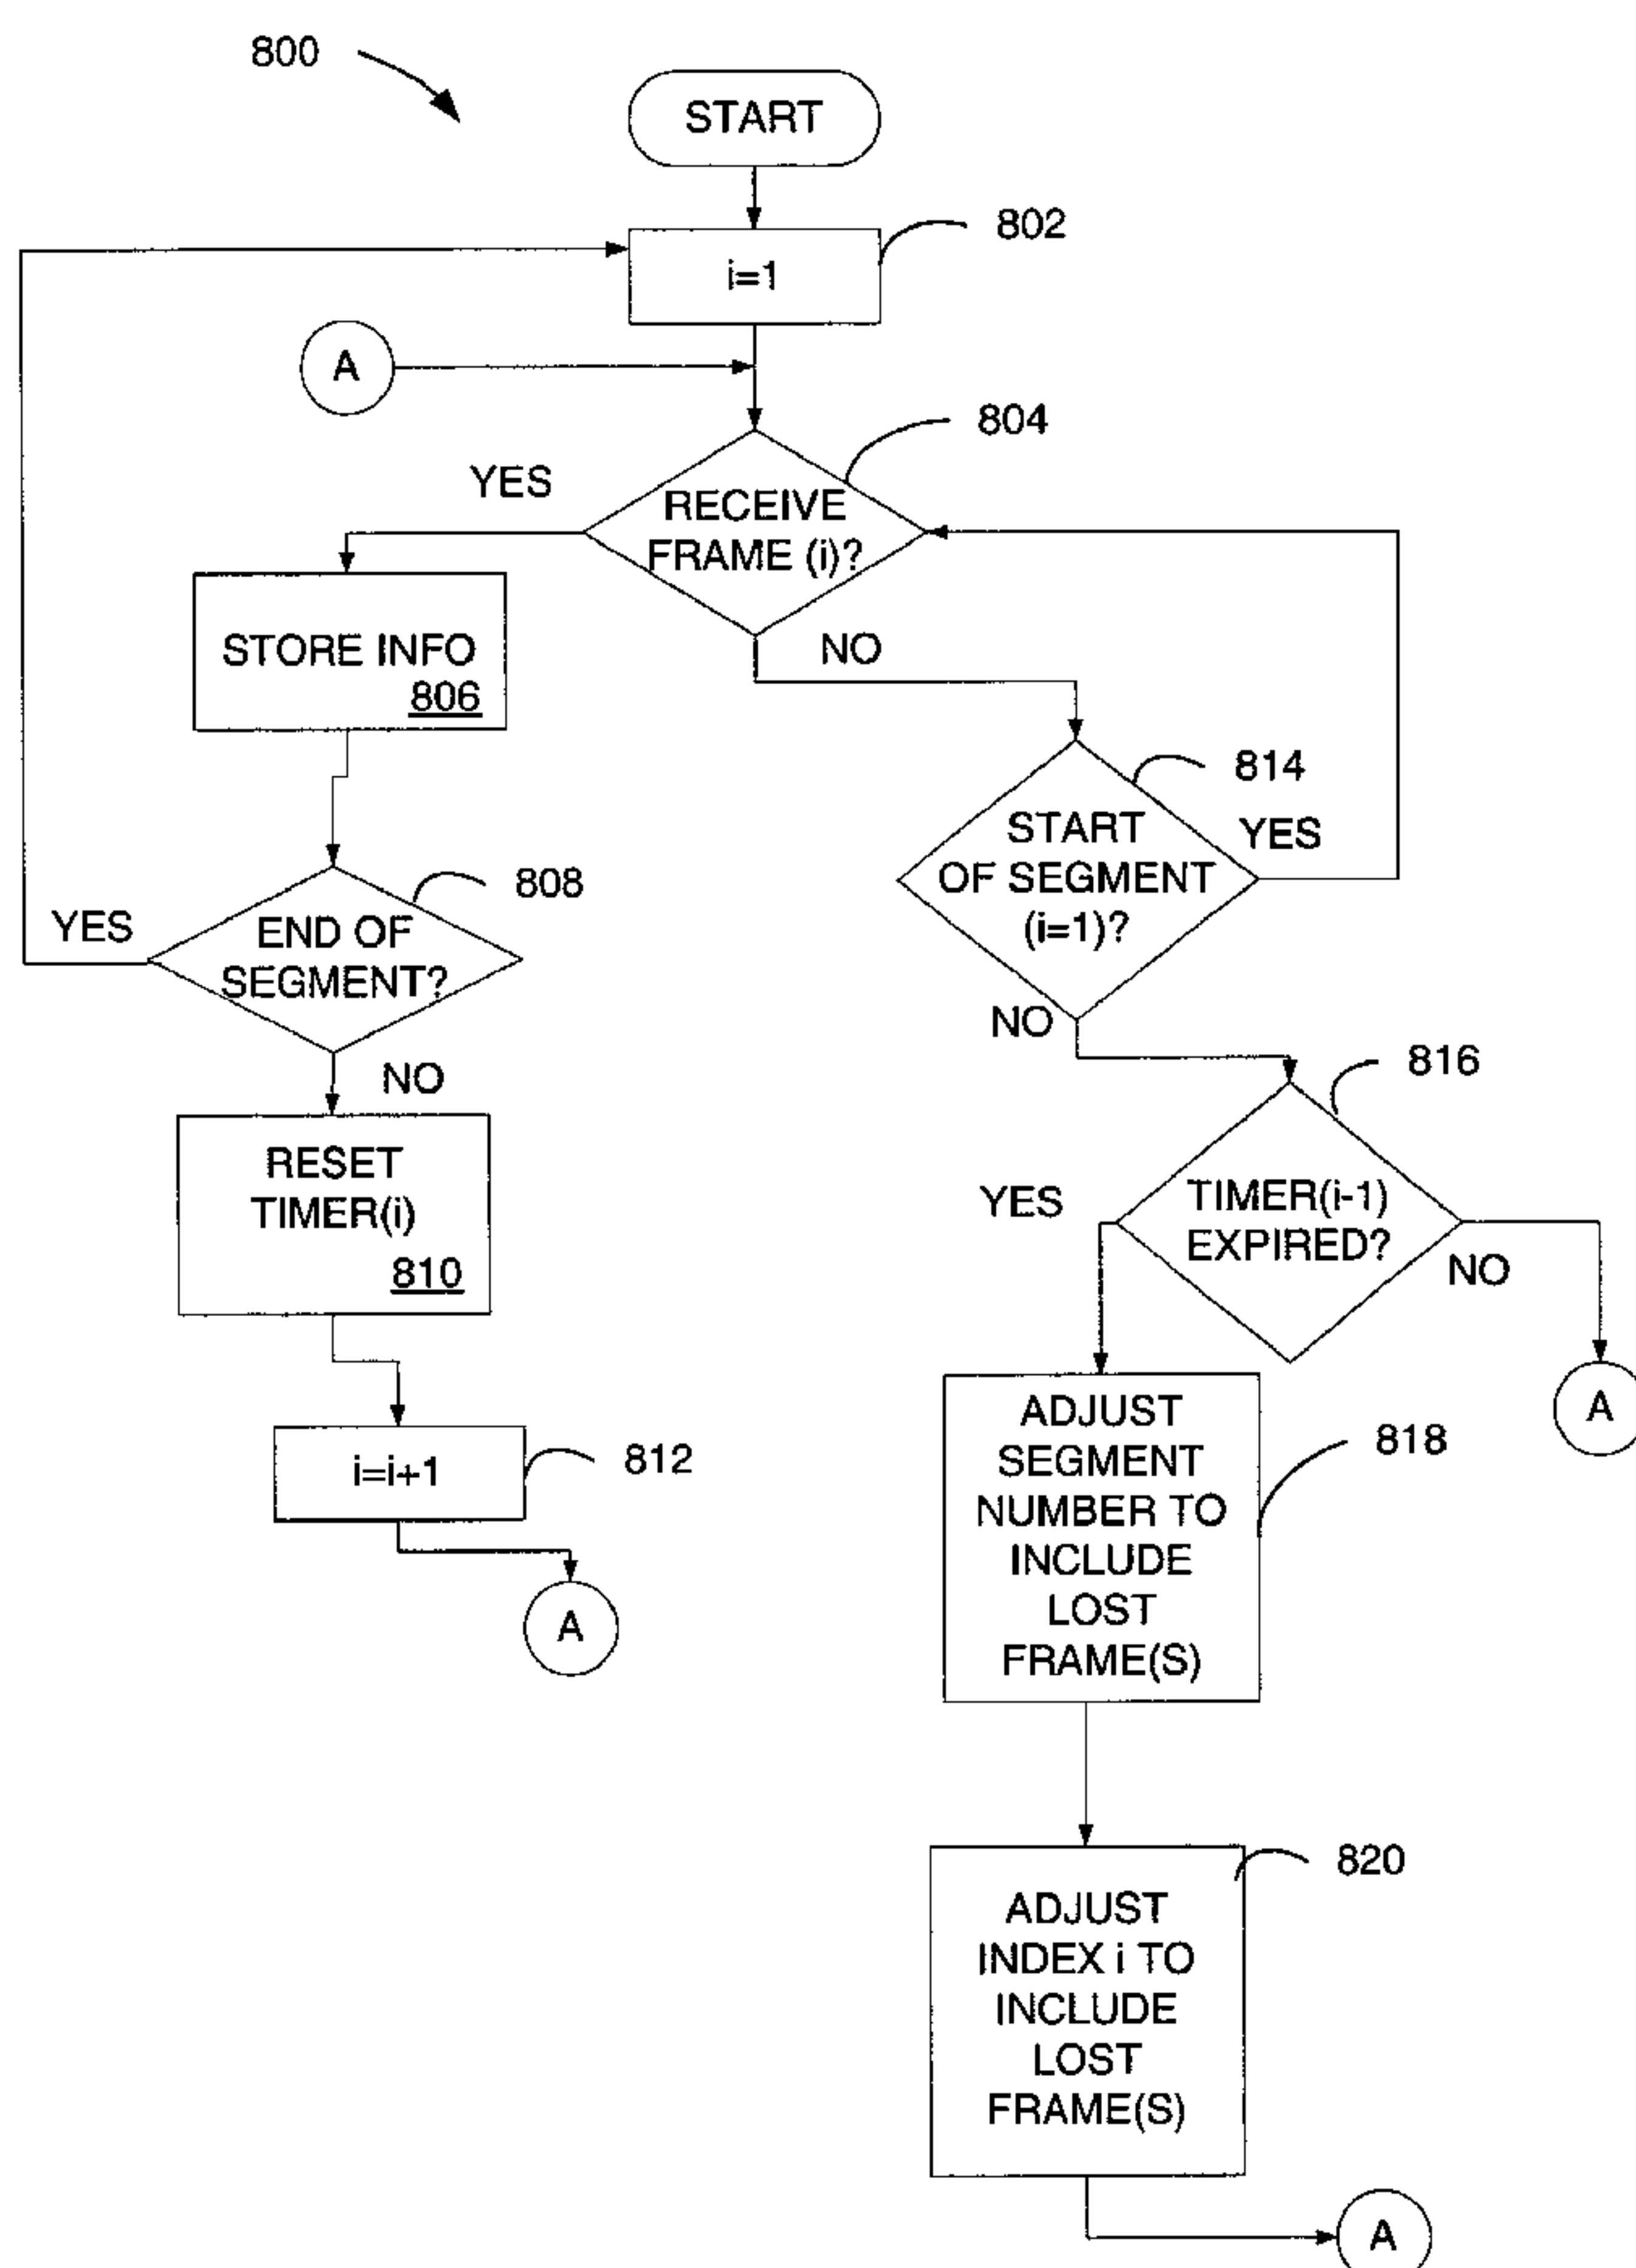 800
START
802
i=1
A
804
YES
RECEIVE
FRAME (i)?
STORE INFO
806
NO
814
START
OF SEGMENT
(i=1)?
YES
808
YES
END OF
SEGMENT?
NO
NO
816
RESET
TIMER(i)
810
YES
TIMER(i-1)
EXPIRED?
NO
A
i=i+1
812
A
ADJUST
SEGMENT
NUMBER TO
INCLUDE
LOST
FRAME(S)
818
820
ADJUST
INDEX i TO
INCLUDE
LOST
FRAME(S)
A